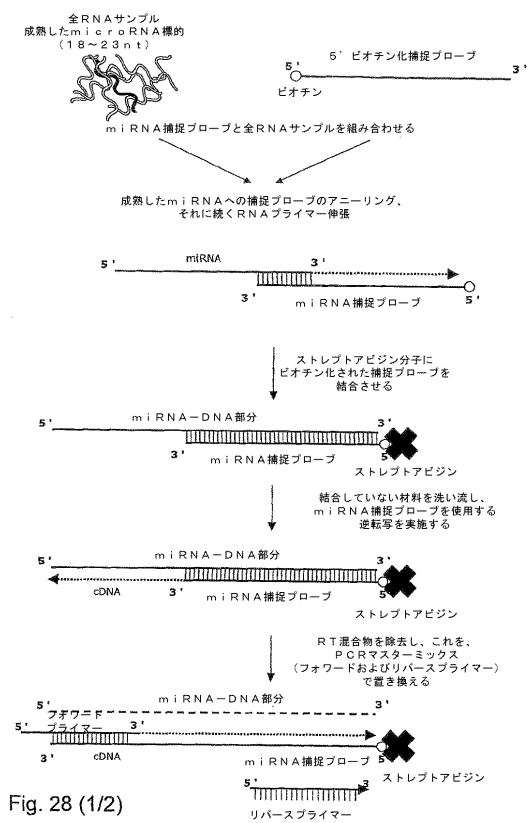 全RNAサンプル
成熟したmicroRNA標的
(18～23nt)
5' ビオチン化捕捉プローブ
5'
3'
ビオチン
miRNA捕捉プローブと全RNAサンプルを組み合わせる
成熟したmiRNAへの捕捉プローブのアニーリング、
それに続くRNAプライマー伸張
5'
miRNA
3'
3'
miRNA捕捉プローブ
5'
ストレプトアビジン分子に
ビオチン化された捕捉プローブを
結合させる
5'
miRNA－DNA部分
3'
3'
miRNA捕捉プローブ
5'
ストレプトアビジン
結合していない材料を洗い流し、
miRNA捕捉プローブを使用する
逆転写を実施する
5'
miRNA－DNA部分
3'
cDNA
3'
miRNA捕捉プローブ
5'
ストレプトアビジン
RT混合物を除去し、これを、
PCRマスターミックス
(フォワードおよびリバースプライマー)
で置き換える
5'
miRNA－DNA部分
3'
5'
フォワード
プライマー
3'
3'
cDNA
miRNA捕捉プローブ
5'
ストレプトアビジン
5'
3'
リバースプライマー
Fig. 28 (1/2)